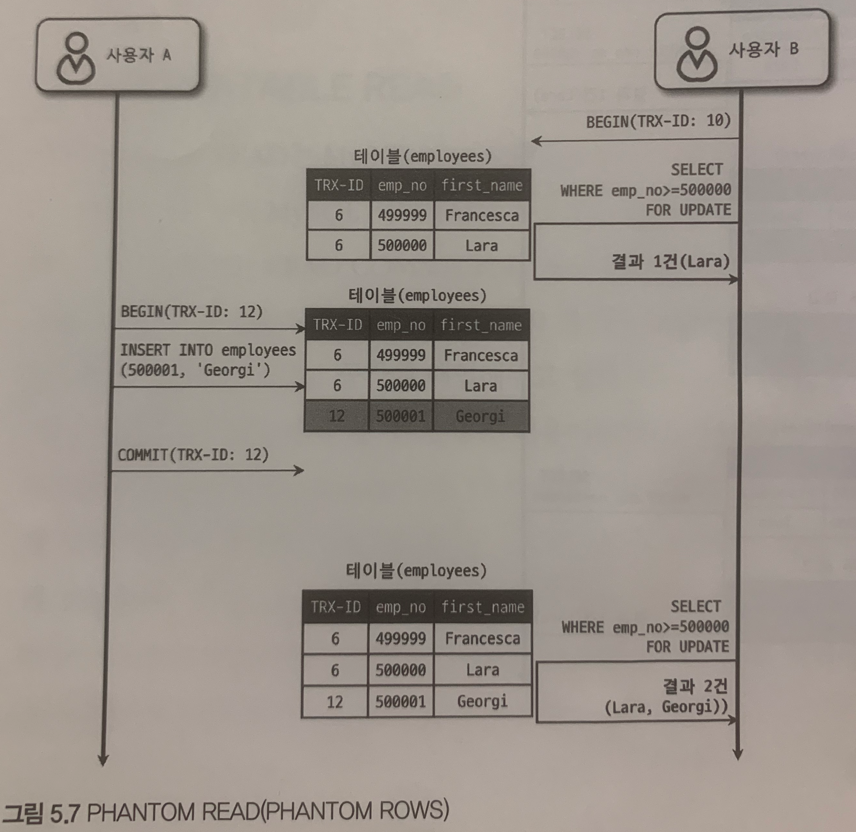 사용자 A
사용자 B
BEGIN(TRX-ID: 10)
테이블(employees)
TRX-ID emp_no first_name
6 499999 Francesca
6 500000 Lara
SELECT
WHERE emp_no>=500000
FOR UPDATE
결과 1건(Lara)
테이블(employees)
BEGIN(TRX-ID: 12)
INSERT INTO employees
(500001, 'Georgi')
TRX-ID emp_no first_name
6 499999 Francesca
6 500000 Lara
12 500001 Georgi
COMMIT(TRX-ID: 12)
테이블(employees)
TRX-ID emp_no first_name
6 499999 Francesca
6 500000 Lara
12 500001 Georgi
SELECT
WHERE emp_no>=500000
FOR UPDATE
결과 2건
(Lara, Georgi))
그림 5.7 PHANTOM READ(PHANTOM ROWS)